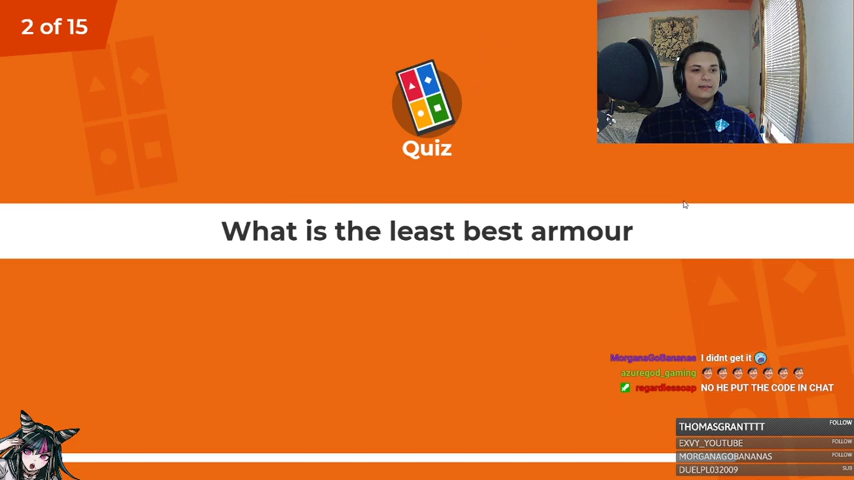 2 of 15
Quiz
What is the least best armour
MorganaGoBananas I didnt get it
azuregod_gaming
regardlessoap NO HE PUT THE CODE IN CHAT
THOMASGRANTTTT FOLLOW
EXVY_YOUTUBE FOLLOW
MORGANAGOBANANAS FOLLOW
DUELPL032009 SUB